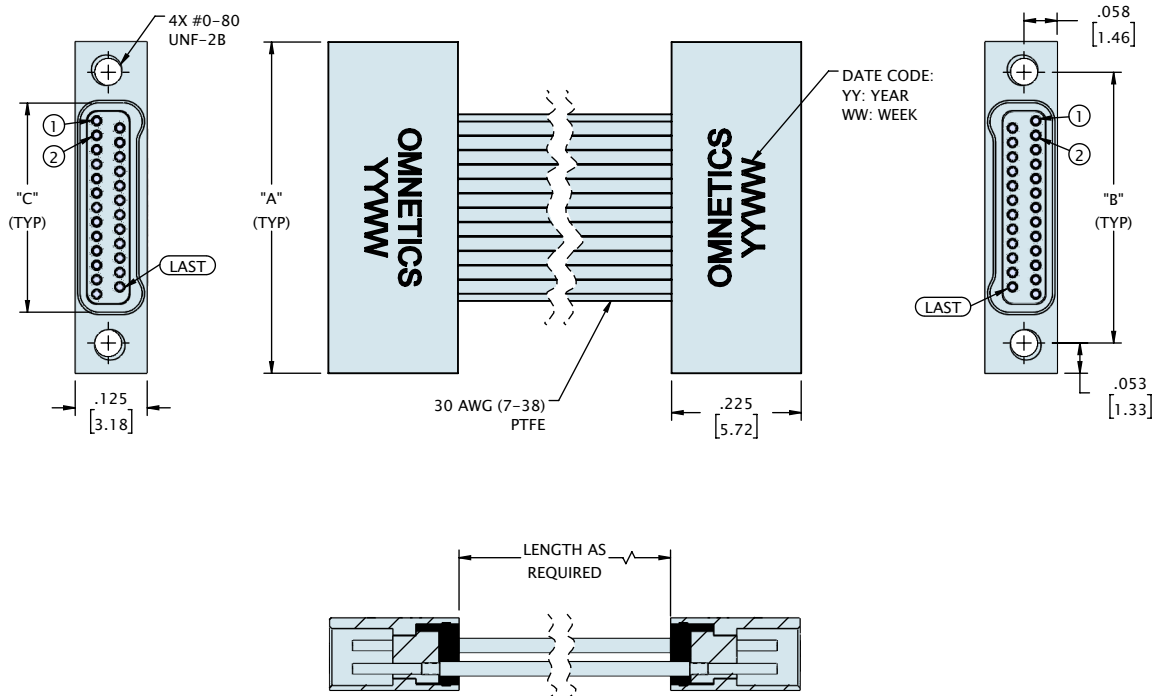 4X #0-80
UNF-2B
1
2
"C"
(TYP)
LAST
.125
[3.18]
"A"
(TYP)
OMNETICS
YYWW
OMNETICS
YYWW
DATE CODE:
YY: YEAR
WW: WEEK
30 AWG (7-38)
PTFE
.225
[5.72]
.058
[1.46]
1
2
"B"
(TYP)
LAST
.053
[1.33]
LENGTH AS
REQUIRED